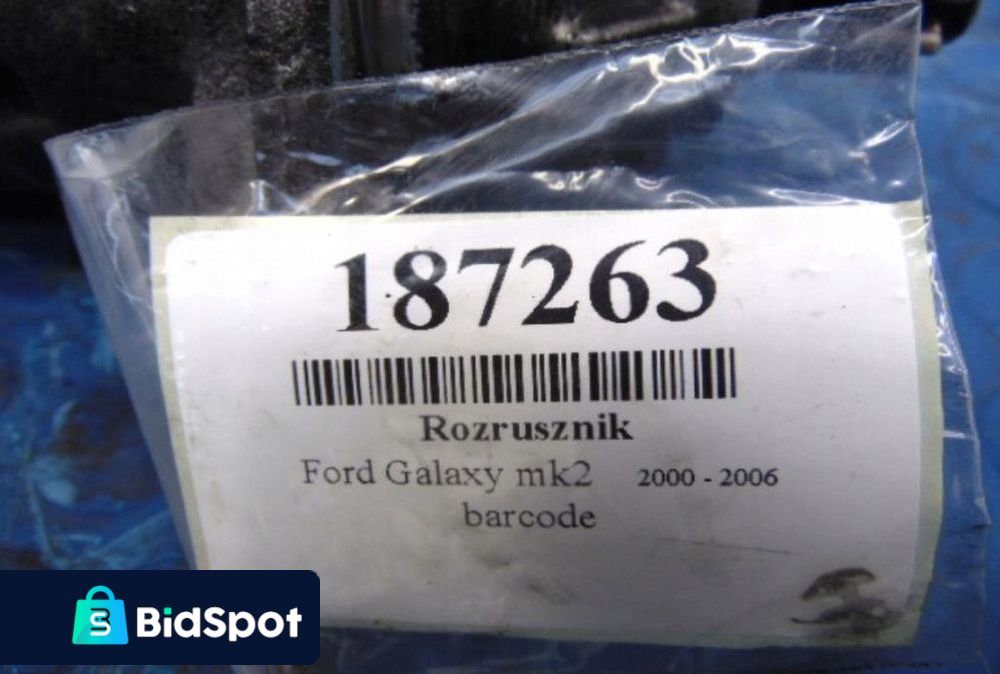 187263
Rozrusznik
Ford Galaxy mk2 2000 - 2006
barcode
BidSpot